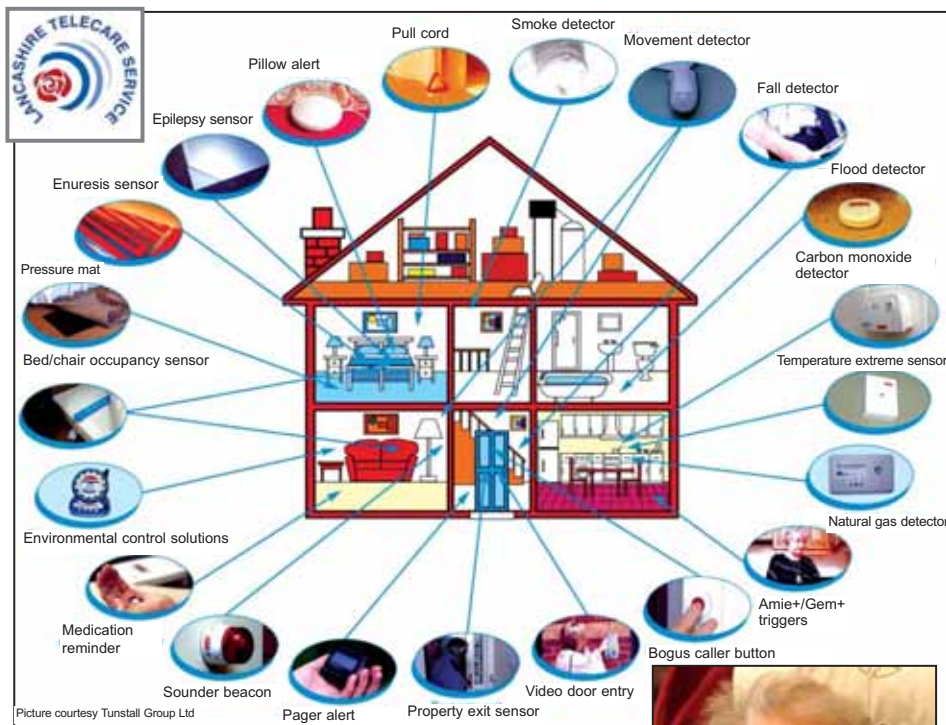 LANCASHIRE TELECARE SERVICE
Smoke detector
Pull cord
Movement detector
Pillow alert
Fall detector
Epilepsy sensor
Flood detector
Enuresis sensor
Carbon monoxide
detector
Pressure mat
Bed/chair occupancy sensor
Temperature extreme sensor
Environmental control solutions
Natural gas detector
Medication
reminder
Amie+/Gem+
triggers
Sounder beacon
Pager alert
Property exit sensor
Video door entry
Bogus caller button
Picture courtesy Tunstall Group Ltd